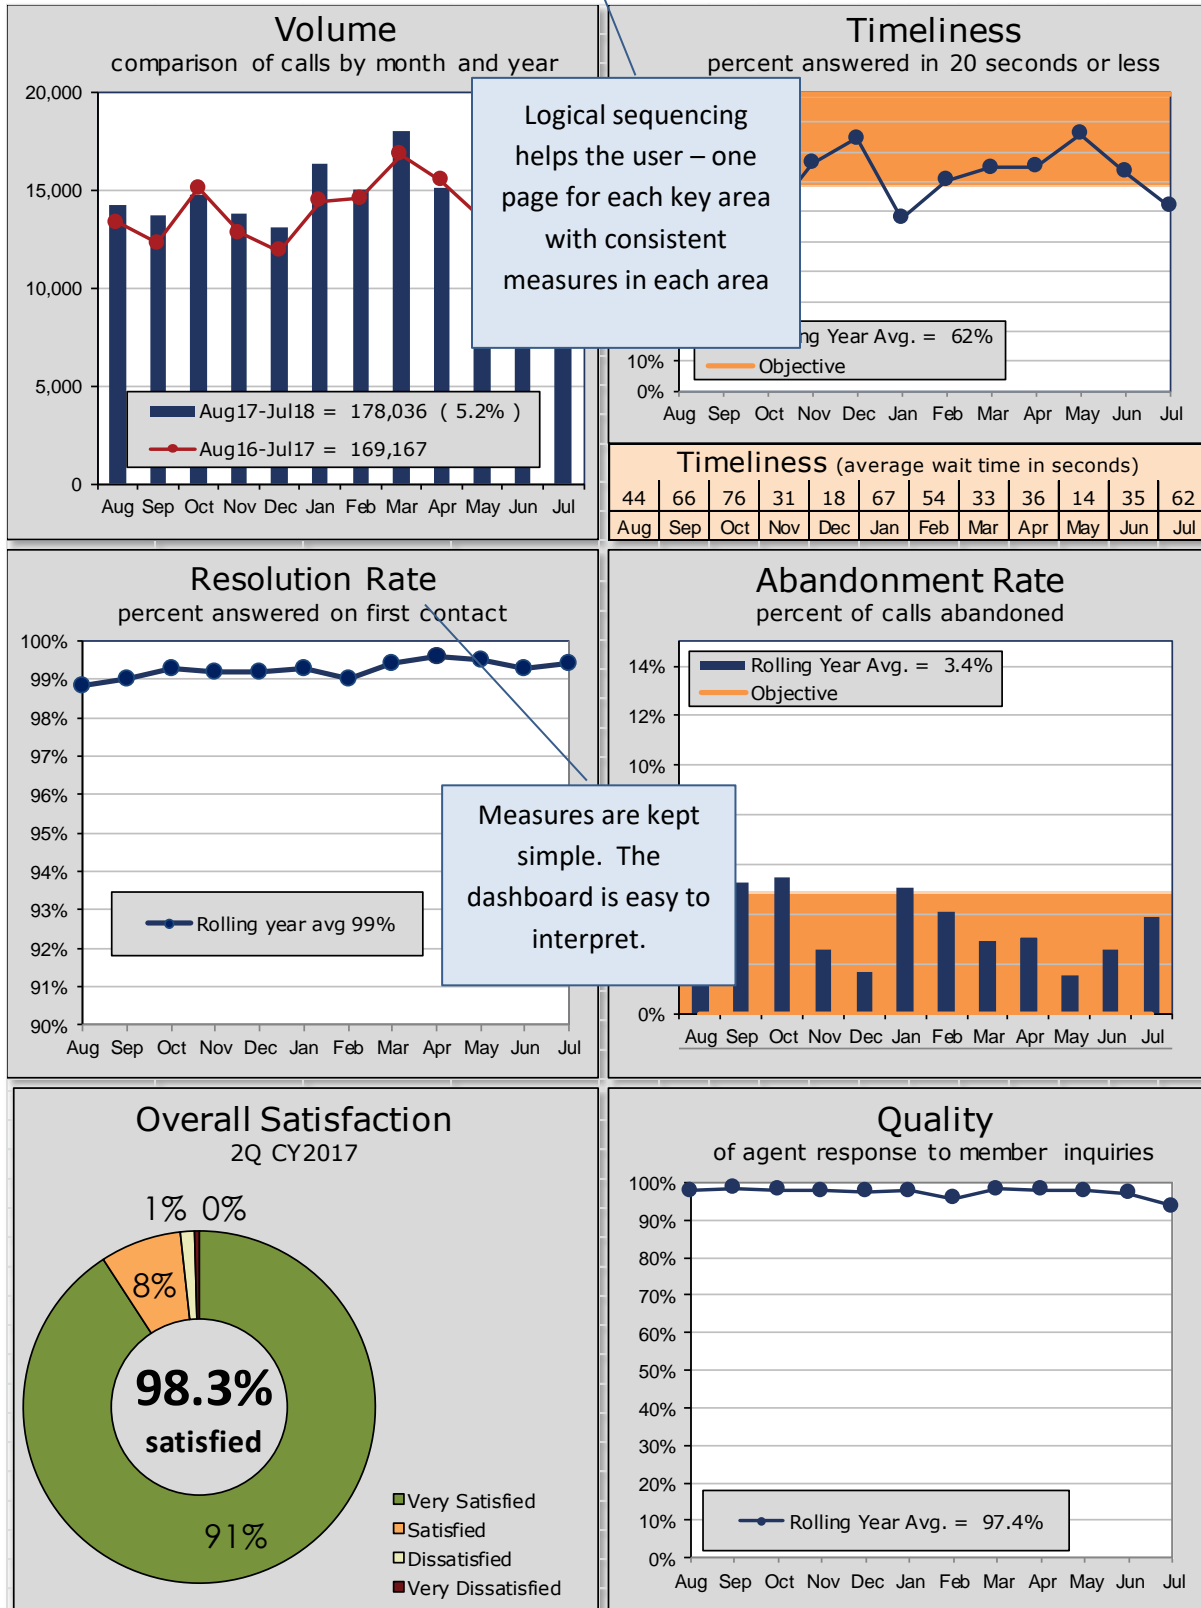 Volume
comparison of calls by month and year
20,000
15,000
10,000
5,000
0
Aug17-Jul18 = 178,036 ( 5.2% )
Aug16-Jul17 = 169,167
Aug Sep Oct Nov Dec Jan Feb Mar Apr May Jun Jul
Timeliness
percent answered in 20 seconds or less
Logical sequencing
helps the user – one
page for each key area
with consistent
measures in each area
Year Avg. = 62%
Objective
10%
0%
Aug Sep Oct Nov Dec Jan Feb Mar Apr May Jun Jul
Timeliness (average wait time in seconds)
44 66 76 31 18 67 54 33 36 14 35 62
Aug Sep Oct Nov Dec Jan Feb Mar Apr May Jun Jul
Resolution Rate
percent answered on first contact
100%
99%
98%
97%
96%
95%
94%
93%
92%
91%
90%
Rolling year avg 99%
Aug Sep Oct Nov Dec Jan Feb Mar Apr May Jun Jul
Measures are kept
simple. The
dashboard is easy to
interpret.
Abandonment Rate
percent of calls abandoned
14%
12%
10%
0%
Rolling Year Avg. = 3.4%
Objective
Aug Sep Oct Nov Dec Jan Feb Mar Apr May Jun Jul
Overall Satisfaction
2Q CY2017
1% 0%
8%
98.3%
satisfied
91%
Very Satisfied
Satisfied
Dissatisfied
Very Dissatisfied
Quality
of agent response to member inquiries
100%
90%
80%
70%
60%
50%
40%
30%
20%
10%
0%
Rolling Year Avg. = 97.4%
Aug Sep Oct Nov Dec Jan Feb Mar Apr May Jun Jul